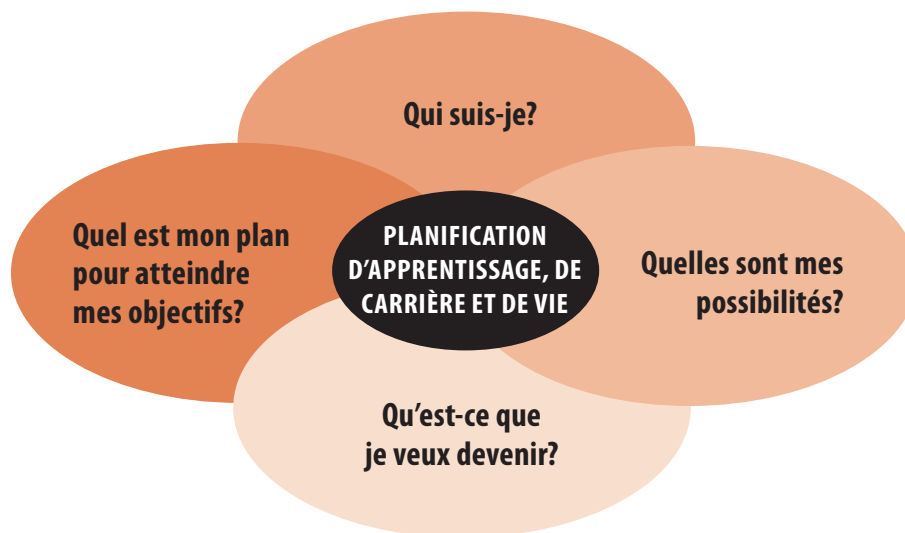 Qui suis-je?
Quel est mon plan
pour atteindre
mes objectifs?
PLANIFICATION
D’APPRENTISSAGE, DE
CARRIÈRE ET DE VIE
Quelles sont mes
possibilités?
Qu’est-ce que
je veux devenir?